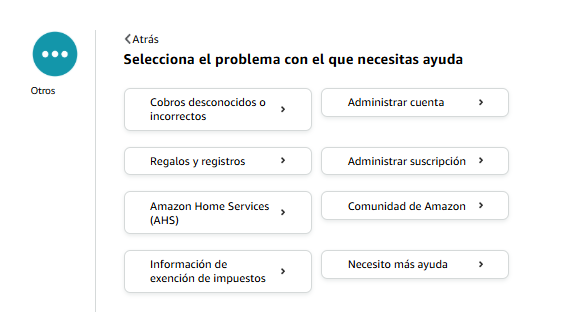 Atrás
Selecciona el problema con el que necesitas ayuda
Otros
Cobros desconocidos o
incorrectos
Administrar cuenta
Regalos y registros
Administrar suscripción
Amazon Home Services
(AHS)
Comunidad de Amazon
Información de
exención de impuestos
Necesito más ayuda